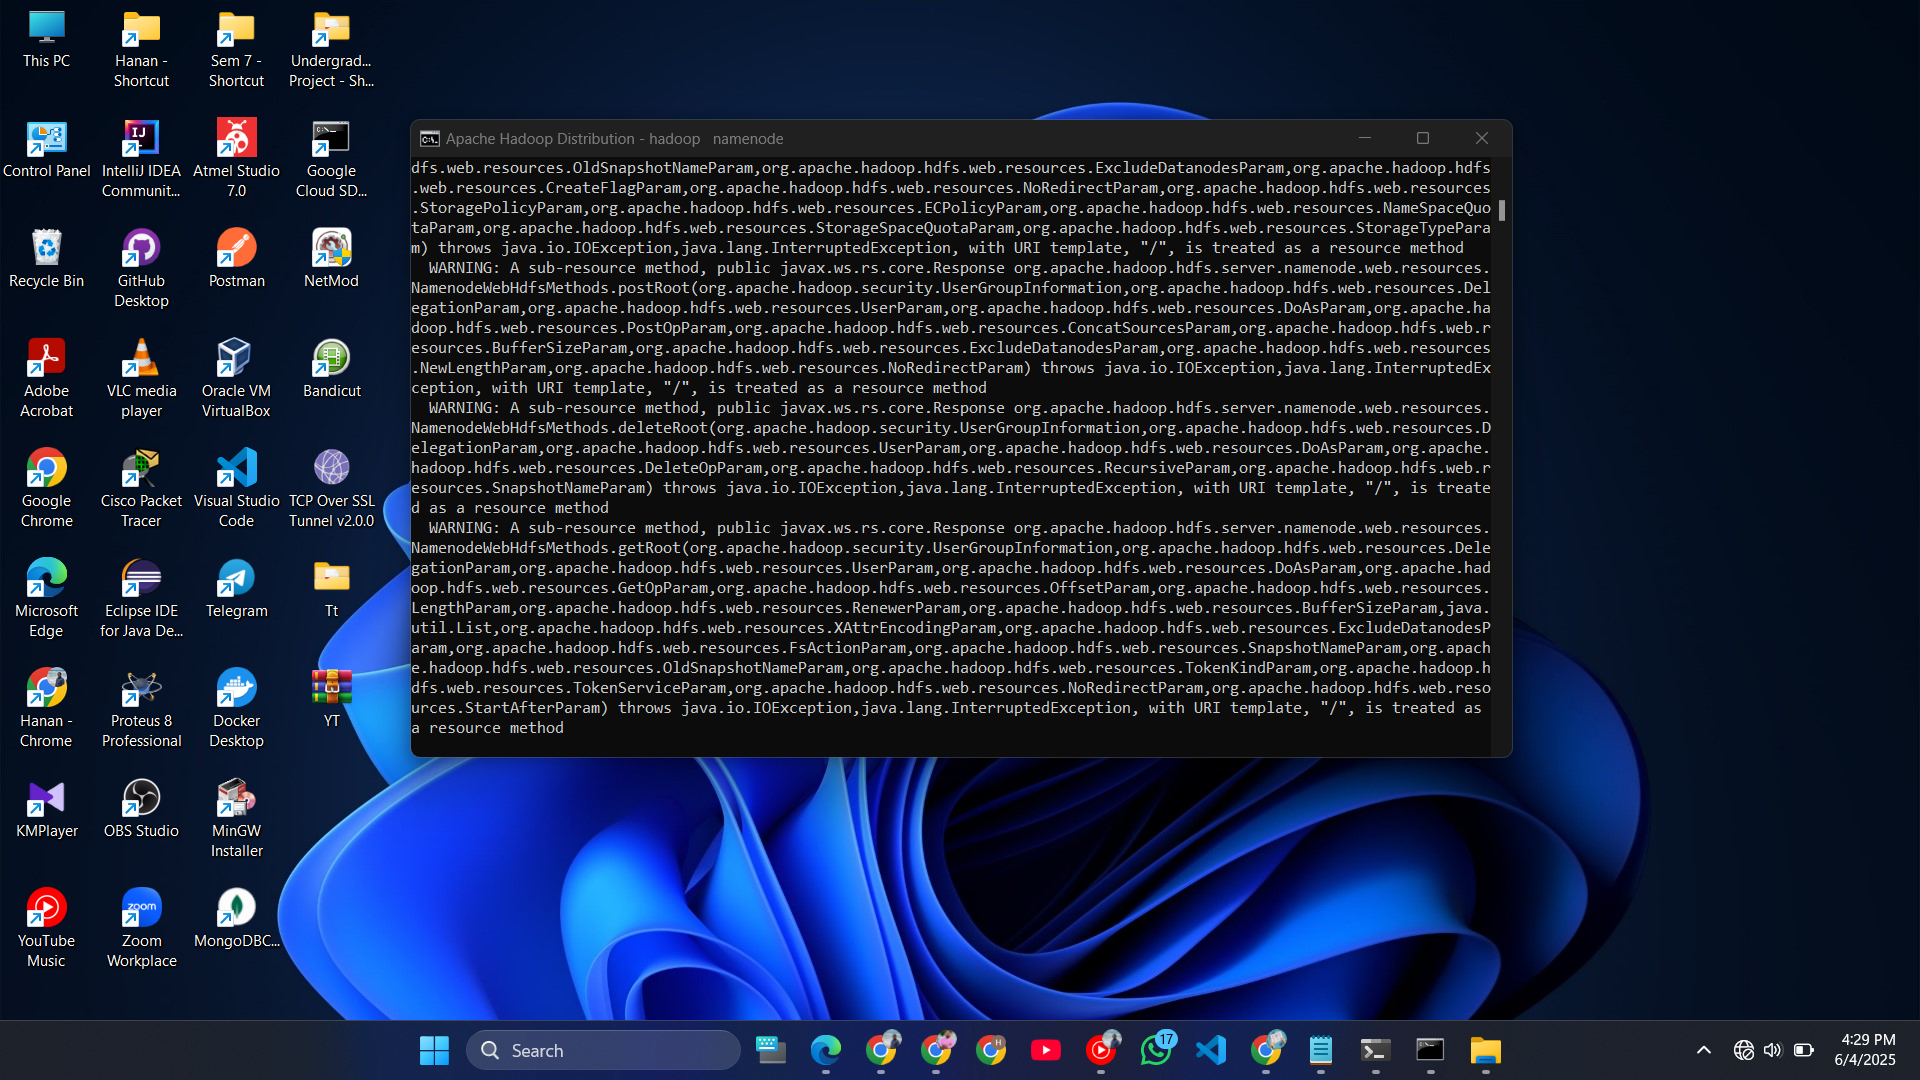 This PC
Hanan -
Shortcut
Sem 7 -
Shortcut
Undergrad...
Project - Sh...
Control Panel
IntelliJ IDEA
Communit...
Atmel Studio
7.0
Google
Cloud SD...
Recycle Bin
GitHub
Desktop
Postman
NetMod
Adobe
Acrobat
VLC media
player
Oracle VM
VirtualBox
Bandicut
Google
Chrome
Cisco Packet
Tracer
Visual Studio
Code
TCP Over SSL
Tunnel v2.0.0
Microsoft
Edge
Eclipse IDE
for Java De...
Telegram
Tt
Hanan -
Chrome
Proteus 8
Professional
Docker
Desktop
YT
KMPlayer
OBS Studio
MinGW
Installer
YouTube
Music
Zoom
Workplace
MongoDBC...
Apache Hadoop Distribution - hadoop   namenode
dfs.web.resources.OldSnapshotNameParam,org.apache.hadoop.hdfs.web.resources.ExcludeDatanodesParam,org.apache.hadoop.hdfs
.web.resources.CreateFlagParam,org.apache.hadoop.hdfs.web.resources.NoRedirectParam,org.apache.hadoop.hdfs.web.resources
.StoragePolicyParam,org.apache.hadoop.hdfs.web.resources.ECPolicyParam,org.apache.hadoop.hdfs.web.resources.NameSpaceQuo
taParam,org.apache.hadoop.hdfs.web.resources.StorageSpaceQuotaParam,org.apache.hadoop.hdfs.web.resources.StorageTypePara
m) throws java.io.IOException,java.lang.InterruptedException, with URI template, "/", is treated as a resource method
  WARNING: A sub-resource method, public javax.ws.rs.core.Response org.apache.hadoop.hdfs.server.namenode.web.resources.
NamenodeWebHdfsMethods.postRoot(org.apache.hadoop.security.UserGroupInformation,org.apache.hadoop.hdfs.web.resources.Del
egationParam,org.apache.hadoop.hdfs.web.resources.UserParam,org.apache.hadoop.hdfs.web.resources.DoAsParam,org.apache.ha
doop.hdfs.web.resources.PostOpParam,org.apache.hadoop.hdfs.web.resources.ConcatSourcesParam,org.apache.hadoop.hdfs.web.r
esources.BufferSizeParam,org.apache.hadoop.hdfs.web.resources.ExcludeDatanodesParam,org.apache.hadoop.hdfs.web.resources
.NewLengthParam,org.apache.hadoop.hdfs.web.resources.NoRedirectParam) throws java.io.IOException,java.lang.InterruptedEx
ception, with URI template, "/", is treated as a resource method
  WARNING: A sub-resource method, public javax.ws.rs.core.Response org.apache.hadoop.hdfs.server.namenode.web.resources.
NamenodeWebHdfsMethods.deleteRoot(org.apache.hadoop.security.UserGroupInformation,org.apache.hadoop.hdfs.web.resources.D
elegationParam,org.apache.hadoop.hdfs.web.resources.UserParam,org.apache.hadoop.hdfs.web.resources.DoAsParam,org.apache.
hadoop.hdfs.web.resources.DeleteOpParam,org.apache.hadoop.hdfs.web.resources.RecursiveParam,org.apache.hadoop.hdfs.web.r
esources.SnapshotNameParam) throws java.io.IOException,java.lang.InterruptedException, with URI template, "/", is treate
d as a resource method
  WARNING: A sub-resource method, public javax.ws.rs.core.Response org.apache.hadoop.hdfs.server.namenode.web.resources.
NamenodeWebHdfsMethods.getRoot(org.apache.hadoop.security.UserGroupInformation,org.apache.hadoop.hdfs.web.resources.Dele
gationParam,org.apache.hadoop.hdfs.web.resources.UserParam,org.apache.hadoop.hdfs.web.resources.DoAsParam,org.apache.had
oop.hdfs.web.resources.GetOpParam,org.apache.hadoop.hdfs.web.resources.OffsetParam,org.apache.hadoop.hdfs.web.resources.
LengthParam,org.apache.hadoop.hdfs.web.resources.RenewerParam,org.apache.hadoop.hdfs.web.resources.BufferSizeParam,java.
util.List,org.apache.hadoop.hdfs.web.resources.XAttrEncodingParam,org.apache.hadoop.hdfs.web.resources.ExcludeDatanodesP
aram,org.apache.hadoop.hdfs.web.resources.FsActionParam,org.apache.hadoop.hdfs.web.resources.SnapshotNameParam,org.apach
e.hadoop.hdfs.web.resources.OldSnapshotNameParam,org.apache.hadoop.hdfs.web.resources.TokenKindParam,org.apache.hadoop.h
dfs.web.resources.TokenServiceParam,org.apache.hadoop.hdfs.web.resources.NoRedirectParam,org.apache.hadoop.hdfs.web.reso
urces.StartAfterParam) throws java.io.IOException,java.lang.InterruptedException, with URI template, "/", is treated as
a resource method
Search
17
4:29 PM
6/4/2025